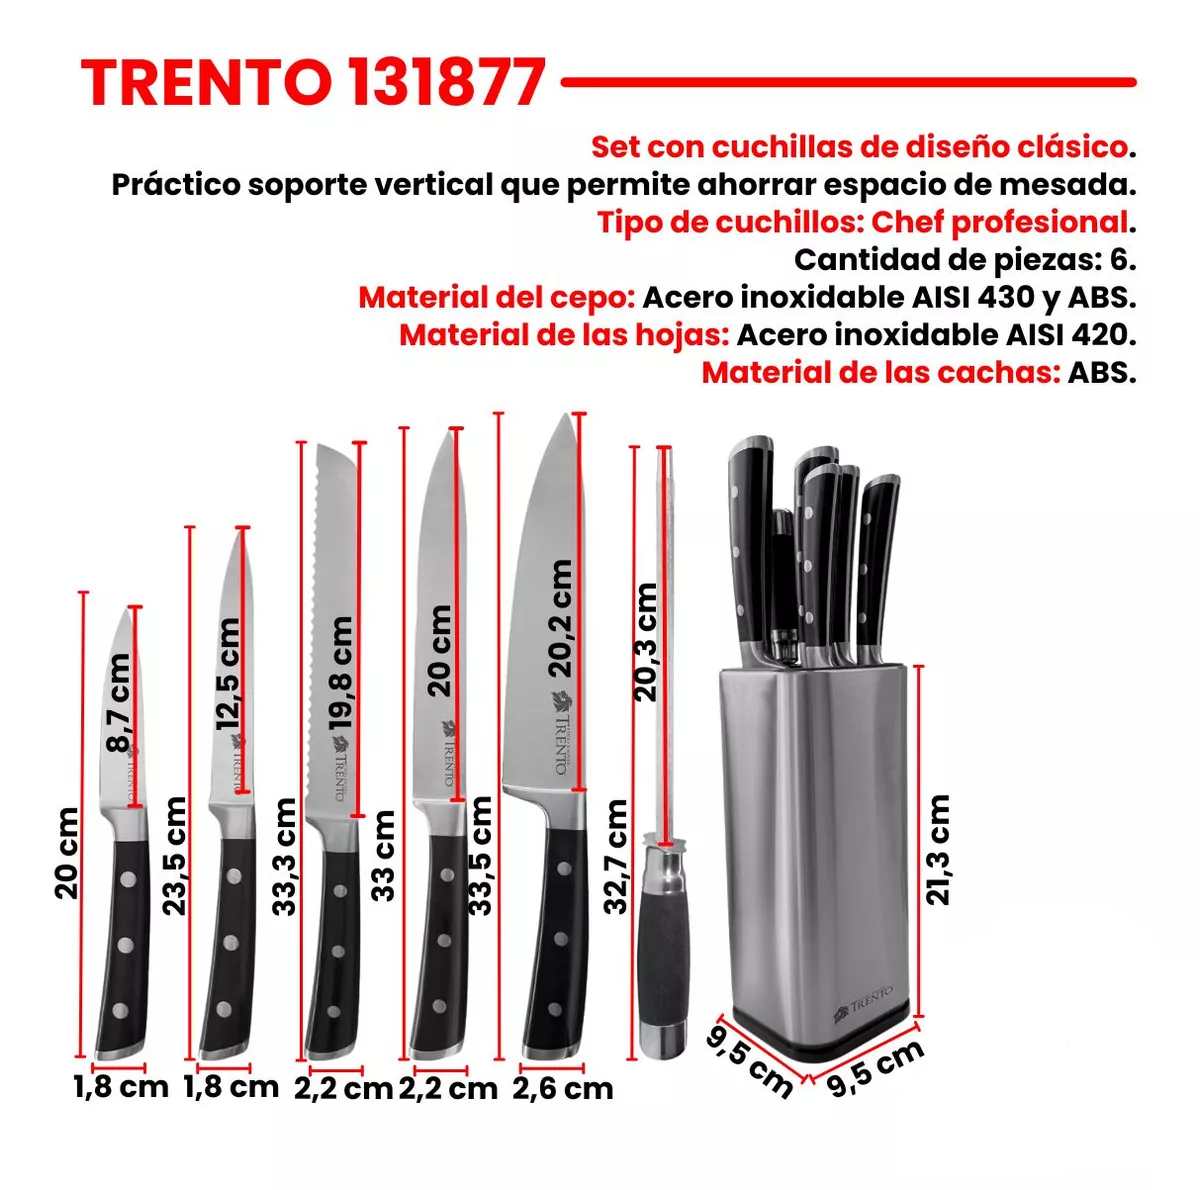 TRENTO 131877
Set con cuchillas de diseño clásico.
Práctico soporte vertical que permite ahorrar espacio de mesada.
Tipo de cuchillos: Chef profesional.
Cantidad de piezas: 6.
Material del cepo: Acero inoxidable AISI 430 y ABS.
Material de las hojas: Acero inoxidable AISI 420.
Material de las cachas: ABS.
20 cm
8,7 cm
TRENTO
1,8 cm
23,5 cm
12,5 cm
TRENTO
1,8 cm
33,3 cm
19,8 cm
TRENTO
2,2 cm
33 cm
20 cm
TRENTO
2,2 cm
33,5 cm
20,2 cm
TRENTO
2,6 cm
32,7 cm
20,3 cm
21,3 cm
TRENTO
9,5 cm
9,5 cm